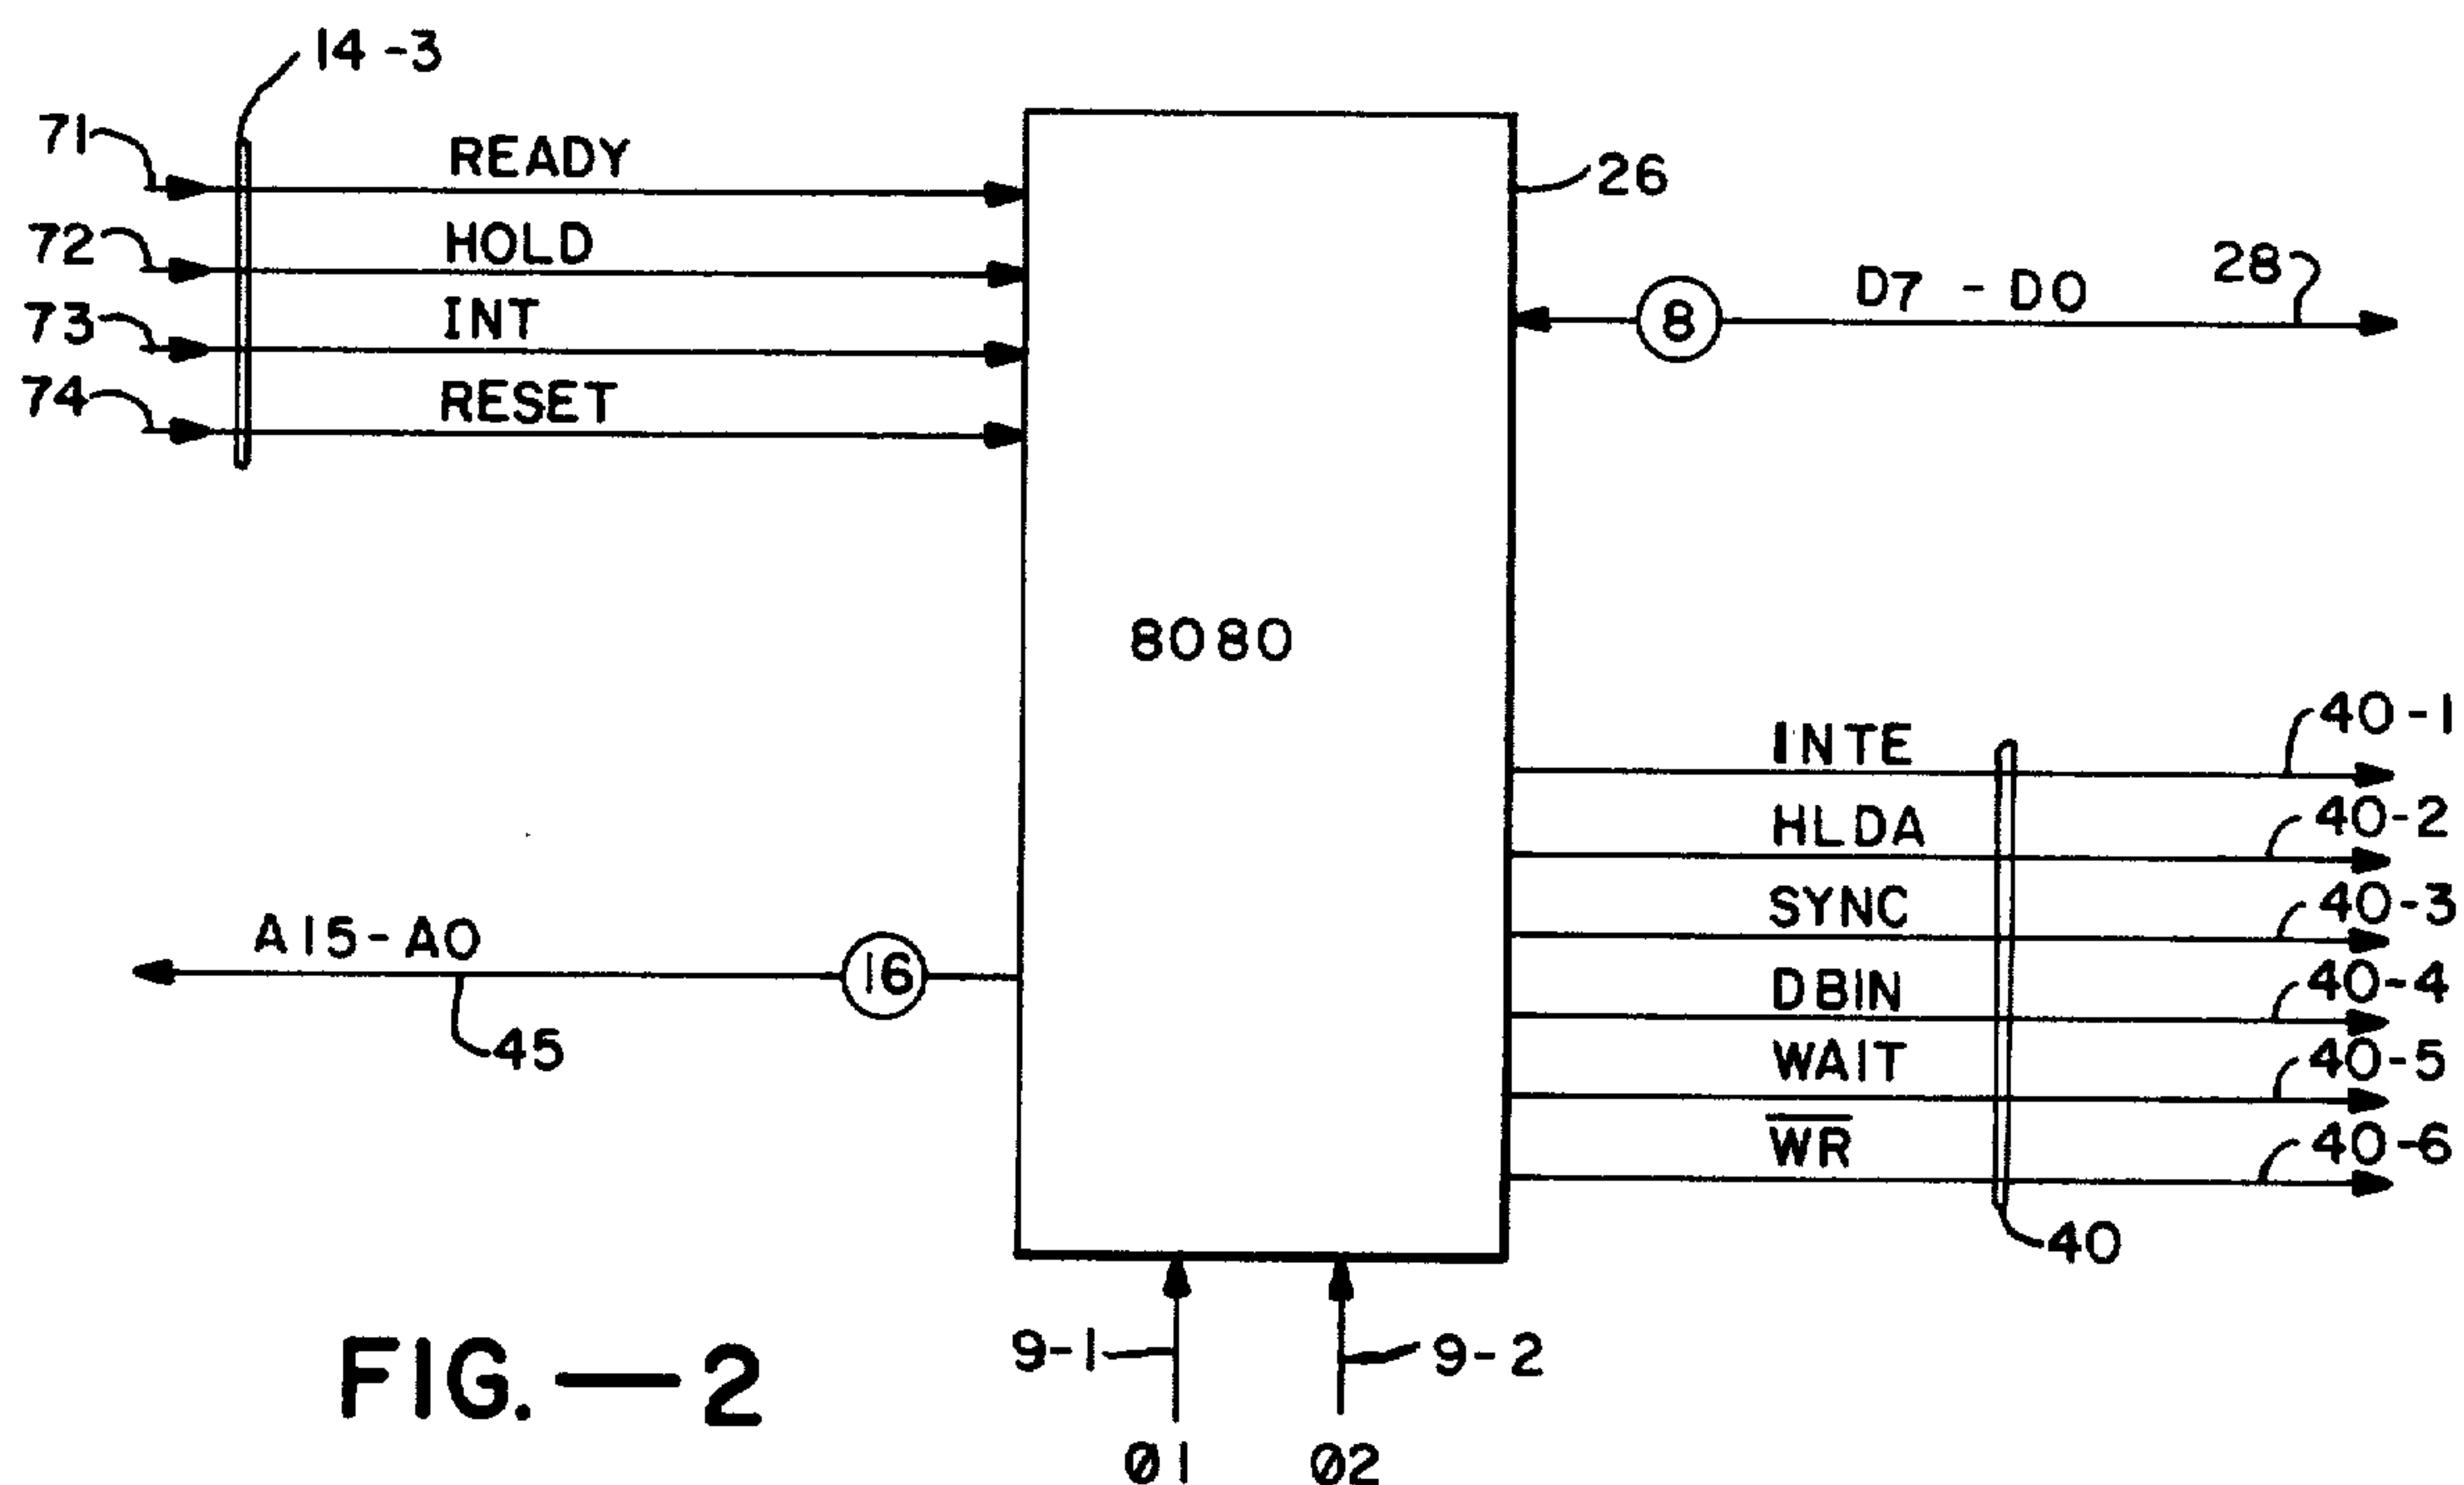 14-3
71
READY
26
72
HOLD
28
D7 - D0
8
73
INT
74
RESET
8080
40-1
INTE
40-2
HLDA
40-3
SYNC
A15-A0
16
40-4
DBIN
45
40-5
WAIT
40-6
W̅R̅
40
9-1
9-2
FIG.—2
Ø1
Ø2